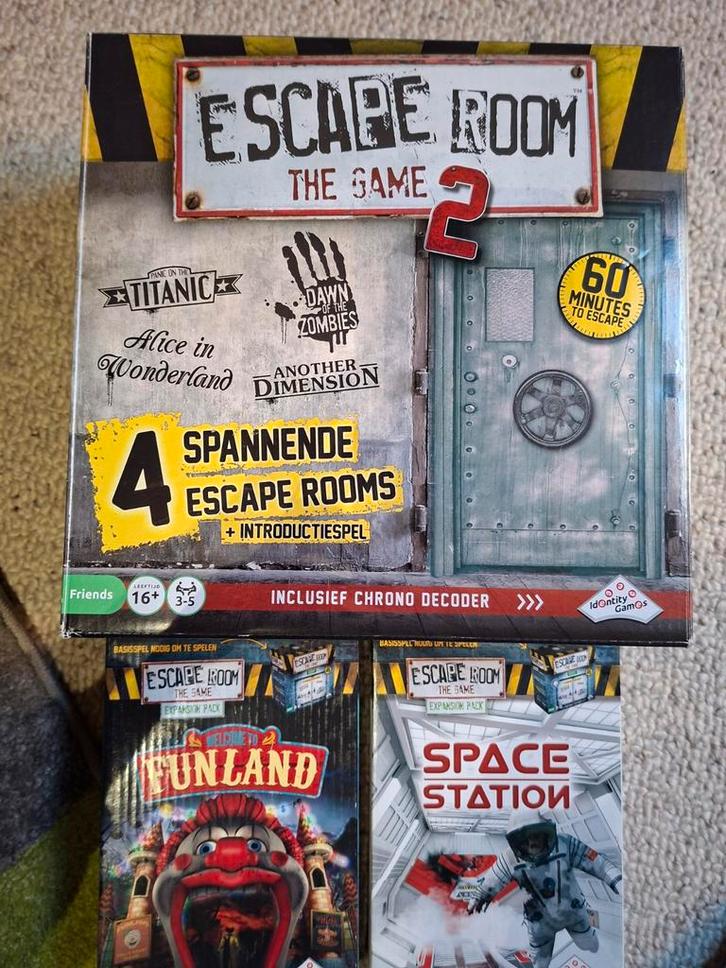 ESCAPE ROOM™
THE GAME 2
PANIC ON THE
TITANIC
DAWN
OF THE
ZOMBIES
Alice in
Wonderland
ANOTHER
DIMENSION
60
MINUTES
TO ESCAPE
4 SPANNENDE
ESCAPE ROOMS
+ INTRODUCTIESPEL
Friends
LEEFTIJD
16+
3-5
INCLUSIEF CHRONO DECODER
Identity
Games
BASISSPEL NODIG OM TE SPELEN
ESCAPE ROOM
THE GAME
EXPANSION PACK
WELCOME TO
FUNLAND
BASISSPEL NODIG OM TE SPELEN
ESCAPE ROOM
THE GAME
EXPANSION PACK
SPACE
STATION